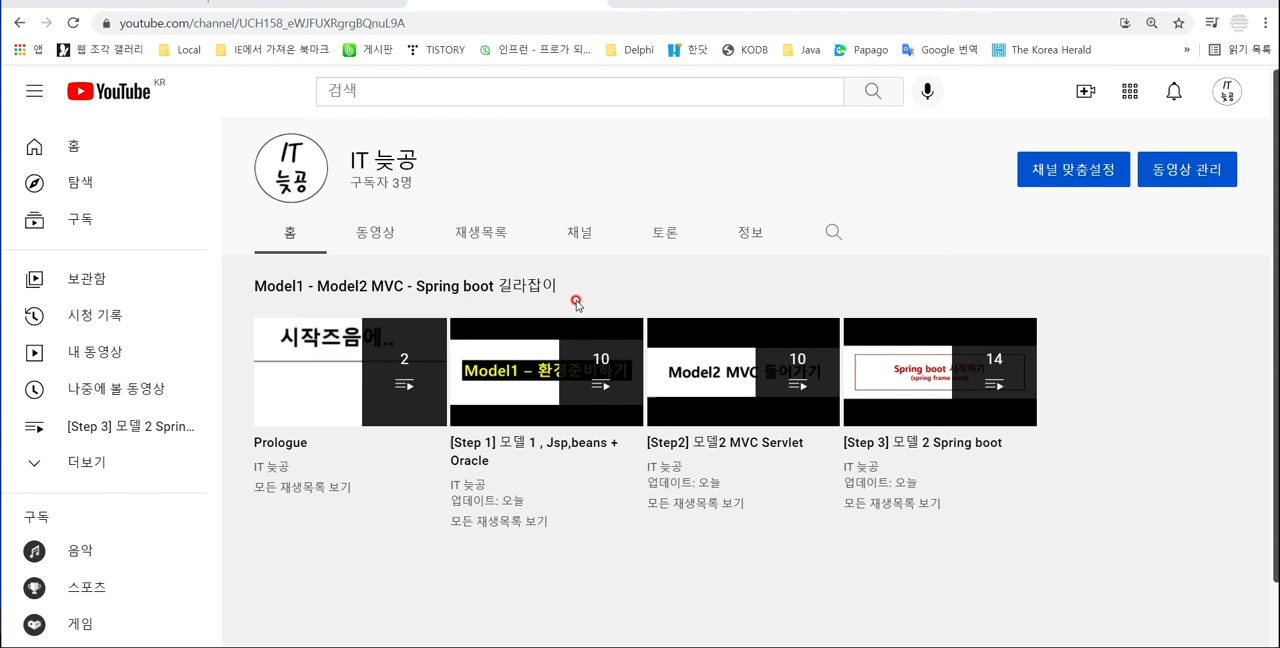 youtube.com/channel/UCH158_eWJFUXRgrgBQnuL9A
앱
웹 조각 갤러리
Local
IE에서 가져온 북마크
게시판
TISTORY
인프런 - 프로가 되...
Delphi
한닷
KODB
Java
Papago
Google 번역
The Korea Herald
»
읽기 목록
YouTube KR
검색
IT
늦공
홈
탐색
구독
보관함
시청 기록
내 동영상
나중에 볼 동영상
[Step 3] 모델 2 Sprin...
더보기
구독
음악
스포츠
게임
IT
늦공
IT 늦공
구독자 3명
채널 맞춤설정
동영상 관리
홈
동영상
재생목록
채널
토론
정보
Model1 - Model2 MVC - Spring boot 길라잡이
시작즈음에..
2
Prologue
IT 늦공
모든 재생목록 보기
Model1 – 환경준비하기
10
[Step 1] 모델 1 , Jsp,beans +
Oracle
IT 늦공
업데이트: 오늘
모든 재생목록 보기
Model2 MVC 들어가기
10
[Step2] 모델2 MVC Servlet
IT 늦공
업데이트: 오늘
모든 재생목록 보기
Spring boot 시작하기
(spring frame work)
14
[Step 3] 모델 2 Spring boot
IT 늦공
업데이트: 오늘
모든 재생목록 보기